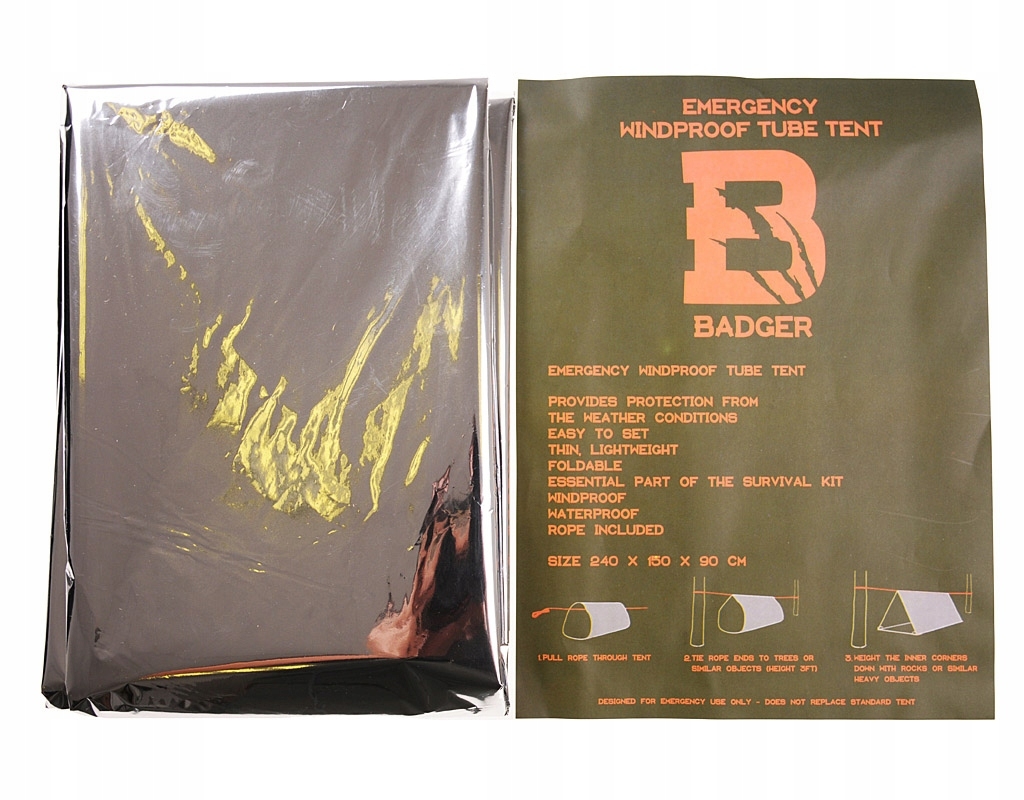 EMERGENCY
WINDPROOF TUBE TENT
B
BADGER
EMERGENCY WINDPROOF TUBE TENT
PROVIDES PROTECTION FROM
THE WEATHER CONDITIONS
EASY TO SET
THIN, LIGHTWEIGHT
FOLDABLE
ESSENTIAL PART OF THE SURVIVAL KIT
WINDPROOF
WATERPROOF
ROPE INCLUDED
SIZE 240 X 150 X 90 CM
1. PULL ROPE THROUGH TENT
2. TIE ROPE ENDS TO TREES OR
SIMILAR OBJECTS (HEIGHT 3FT)
3. WEIGHT THE INNER CORNERS
DOWN WITH ROCKS OR SIMILAR
HEAVY OBJECTS
DESIGNED FOR EMERGENCY USE ONLY - DOES NOT REPLACE STANDARD TENT